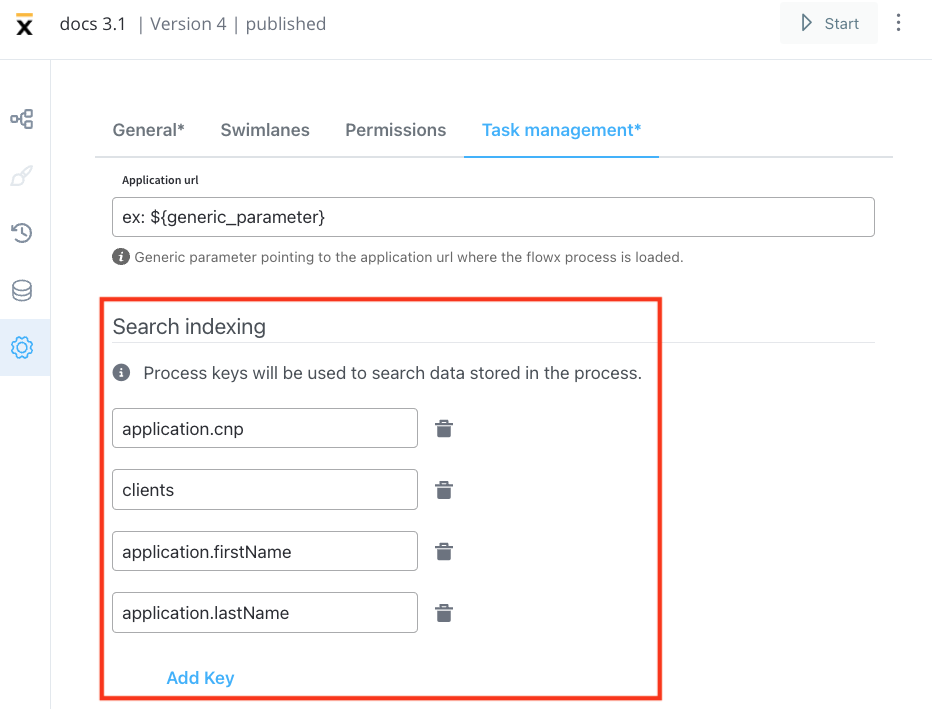 docs 3.1 | Version 4 | published
Start
General* Swimlanes Permissions Task management*
Application url
ex: ${generic_parameter}
Generic parameter pointing to the application url where the flowx process is loaded.
Search indexing
Process keys will be used to search data stored in the process.
application.cnp
clients
application.firstName
application.lastName
Add Key